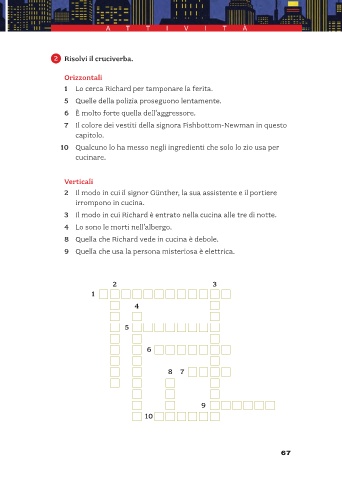 ATTIVITÀ
2 Risolvi il cruciverba.
Orizzontali
1 Lo cerca Richard per tamponare la ferita.
5 Quelle della polizia proseguono lentamente.
6 È molto forte quella dell'aggressore.
7 Il colore dei vestiti della signora Fishbottom-Newman in questo
capitolo.
10 Qualcuno lo ha messo negli ingredienti che solo lo zio usa per
cucinare.
Verticali
2 Il modo in cui il signor Günther, la sua assistente e il portiere
irrompono in cucina.
3 Il modo in cui Richard è entrato nella cucina alle tre di notte.
4 Lo sono le morti nell'albergo.
8 Quella che Richard vede in cucina è debole.
9 Quella che usa la persona misteriosa è elettrica.
2 3
1
4
5
6
8 7
9
10
67